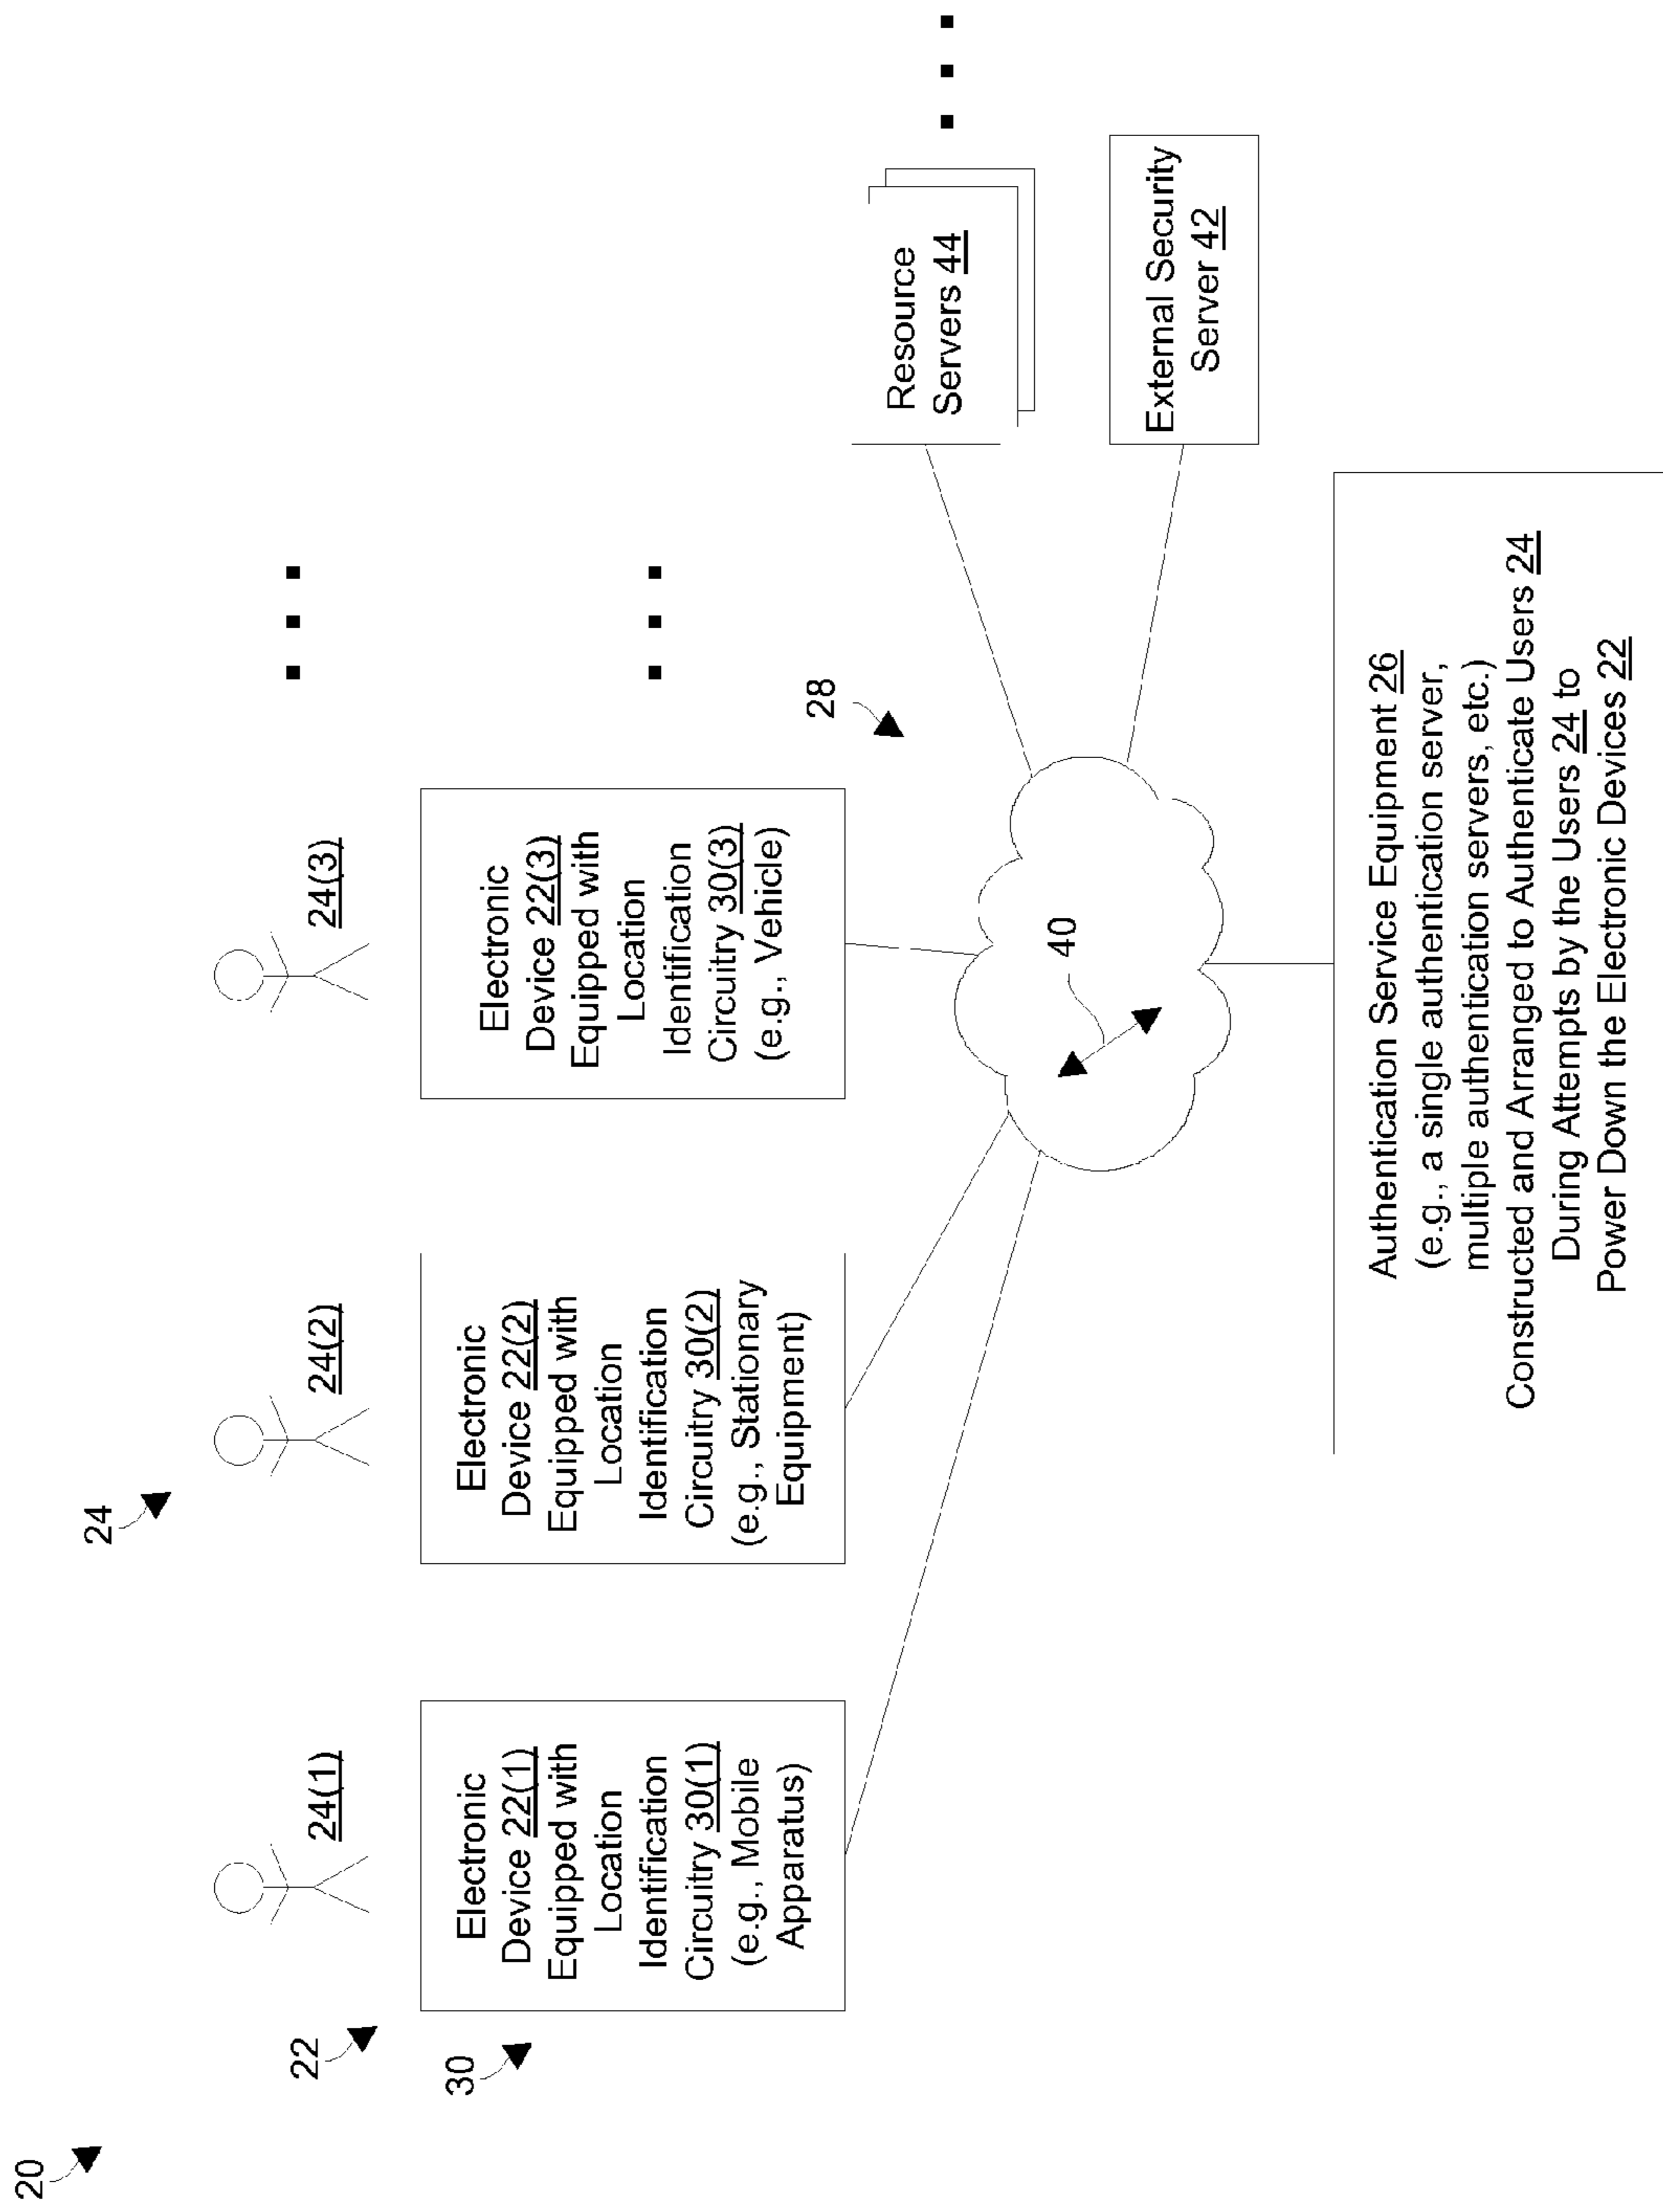 20
22
30
24
24(1)
24(2)
24(3)
Electronic
Device 22(1)
Equipped with
Location
Identification
Circuitry 30(1)
(e.g., Mobile
Apparatus)
Electronic
Device 22(2)
Equipped with
Location
Identification
Circuitry 30(2)
(e.g., Stationary
Equipment)
Electronic
Device 22(3)
Equipped with
Location
Identification
Circuitry 30(3)
(e.g., Vehicle)
28
40
Resource
Servers 44
External Security
Server 42
Authentication Service Equipment 26
(e.g., a single authentication server,
multiple authentication servers, etc.)
Constructed and Arranged to Authenticate Users 24
During Attempts by the Users 24 to
Power Down the Electronic Devices 22